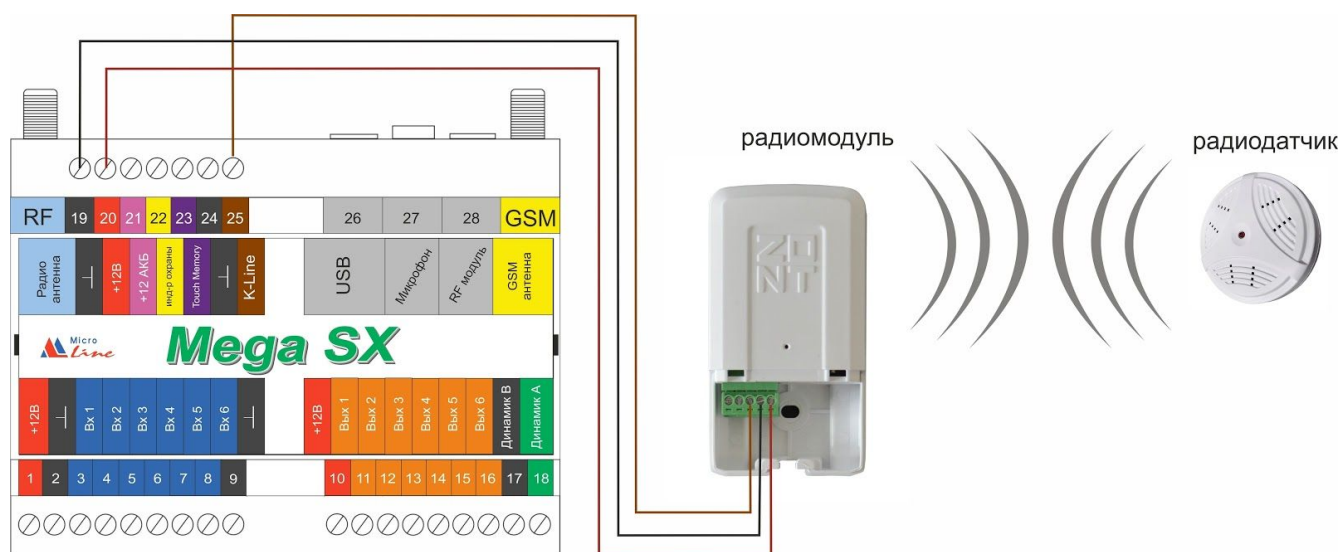 радиомодуль
радиодатчик
RF 19 20 21 22 23 24 25 26 27 28 GSM
Радио
антенна
+12В
+12 АКБ
инд-р охраны
Touch Memory
K-Line
USB
Микрофон
RF модуль
GSM
антенна
Micro
Line
Mega SX
+12В
Вх 1
Вх 2
Вх 3
Вх 4
Вх 5
Вх 6
+12В
Вых 1
Вых 2
Вых 3
Вых 4
Вых 5
Вых 6
Динамик В
Динамик А
1 2 3 4 5 6 7 8 9 10 11 12 13 14 15 16 17 18
ZONT